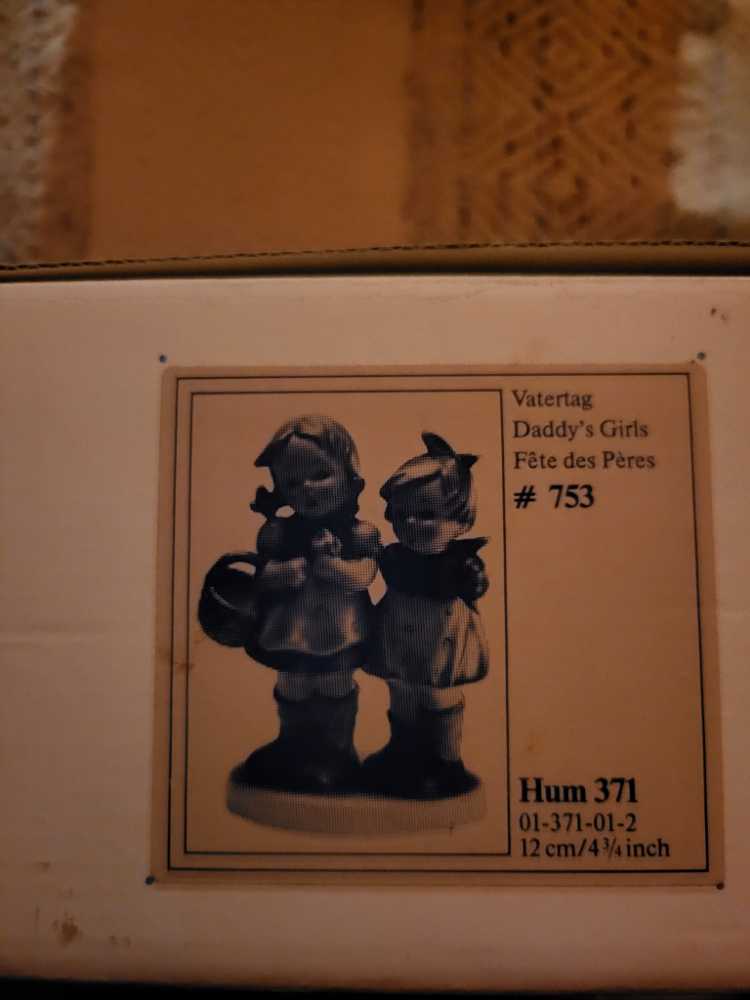 Vatertag
Daddy's Girls
Fête des Pères
# 753
Hum 371
01-371-01-2
12 cm/4¾ inch